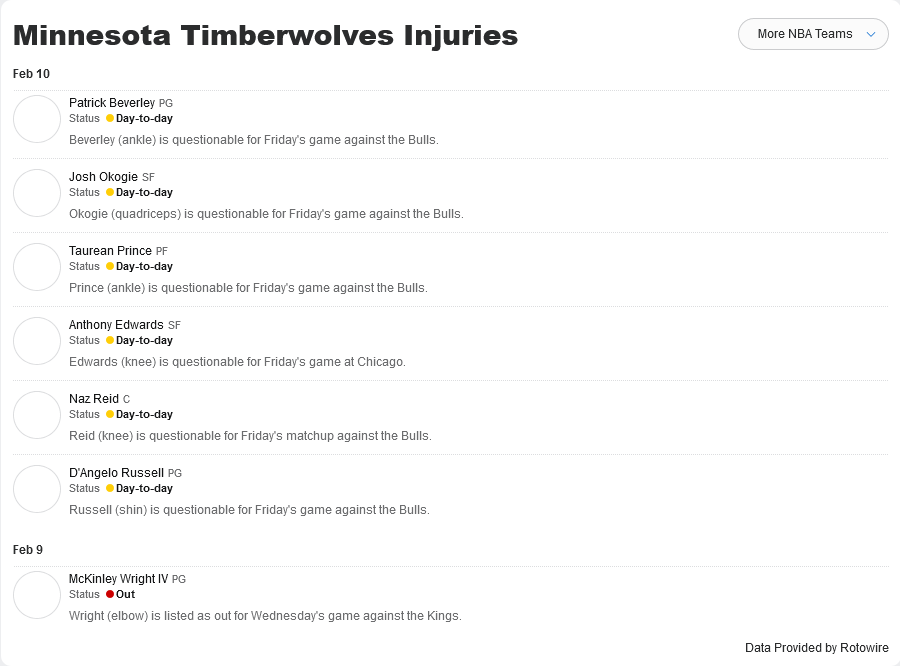 Minnesota Timberwolves Injuries
More NBA Teams
Feb 10
Patrick Beverley PG
Status Day-to-day
Beverley (ankle) is questionable for Friday's game against the Bulls.
Josh Okogie SF
Status Day-to-day
Okogie (quadriceps) is questionable for Friday's game against the Bulls.
Taurean Prince PF
Status Day-to-day
Prince (ankle) is questionable for Friday's game against the Bulls.
Anthony Edwards SF
Status Day-to-day
Edwards (knee) is questionable for Friday's game at Chicago.
Naz Reid C
Status Day-to-day
Reid (knee) is questionable for Friday's matchup against the Bulls.
D'Angelo Russell PG
Status Day-to-day
Russell (shin) is questionable for Friday's game against the Bulls.
Feb 9
McKinley Wright IV PG
Status Out
Wright (elbow) is listed as out for Wednesday's game against the Kings.
Data Provided by Rotowire